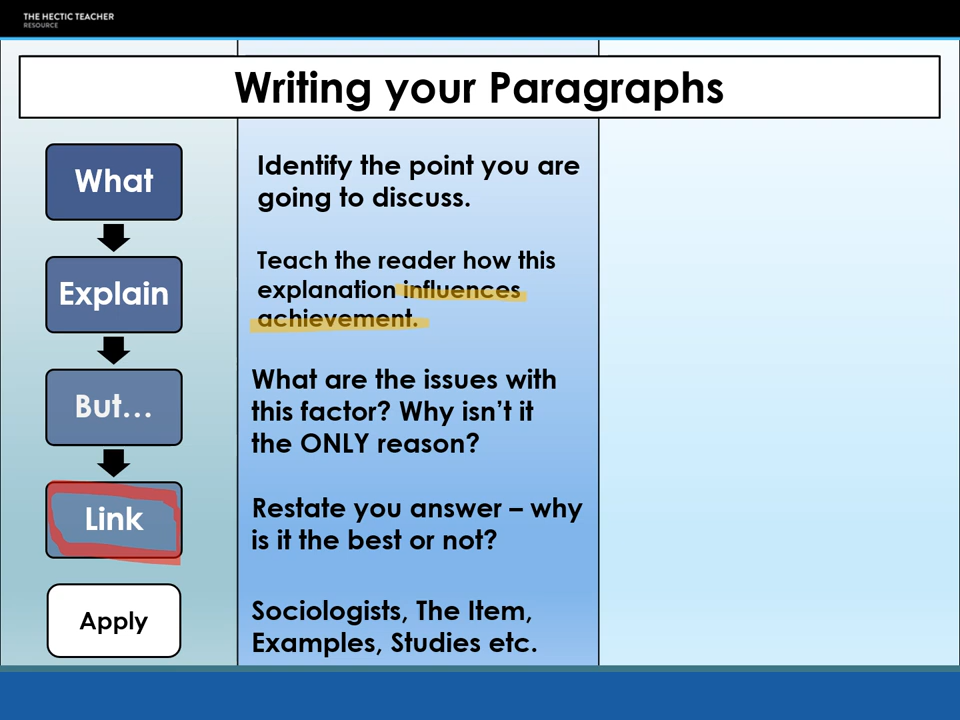 THE HECTIC TEACHER
RESOURCE
Writing your Paragraphs
What
Identify the point you are
going to discuss.
Explain
Teach the reader how this
explanation influences
achievement.
But…
What are the issues with
this factor? Why isn’t it
the ONLY reason?
Link
Restate you answer – why
is it the best or not?
Apply
Sociologists, The Item,
Examples, Studies etc.